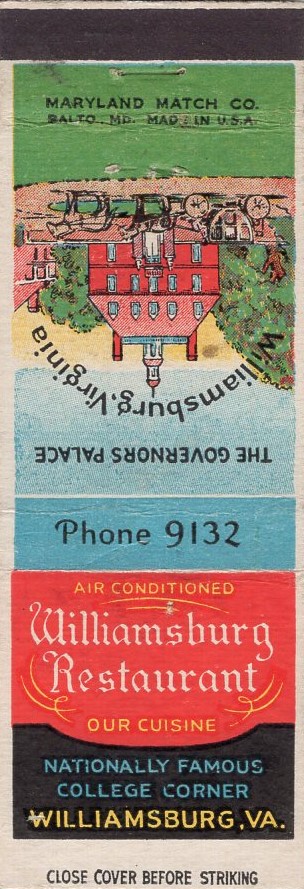 MARYLAND MATCH CO.
BALTO., MD. MADE IN U.S.A.
Williamsburg, Virginia
THE GOVERNORS PALACE
Phone 9132
AIR CONDITIONED
Williamsburg
Restaurant
OUR CUISINE
NATIONALLY FAMOUS
COLLEGE CORNER
WILLIAMSBURG, VA.
CLOSE COVER BEFORE STRIKING